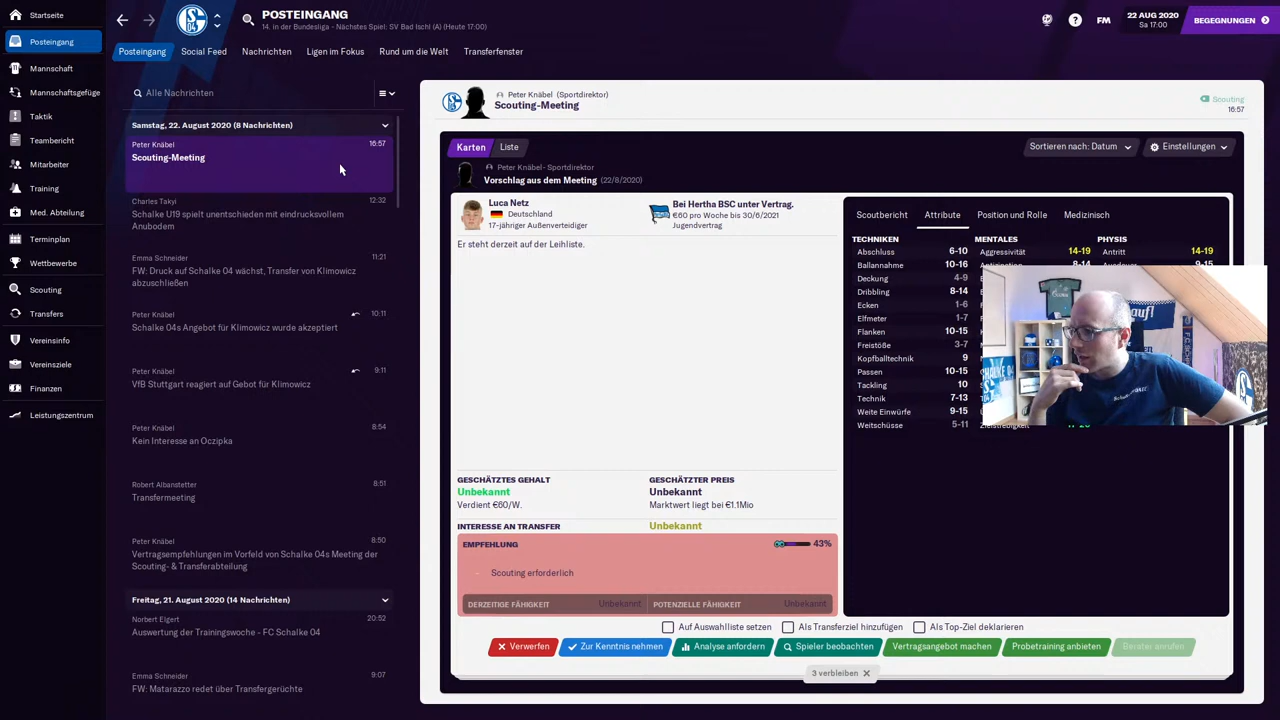 Startseite
Posteingang
Mannschaft
Mannschaftsgefüge
Taktik
Teambericht
Mitarbeiter
Training
Med. Abteilung
Terminplan
Wettbewerbe
Scouting
Transfers
Vereinsinfo
Vereinsziele
Finanzen
Leistungszentrum
POSTEINGANG
14. in der Bundesliga - Nächstes Spiel: SV Bad Ischl (A) (Heute 17:00)
FM
22 AUG 2020
Sa 17:00
BEGEGNUNGEN
Posteingang Social Feed Nachrichten Ligen im Fokus Rund um die Welt Transferfenster
Alle Nachrichten
Samstag, 22. August 2020 (8 Nachrichten)
Peter Knäbel 16:57
Scouting-Meeting
Charles Takyi 12:32
Schalke U19 spielt unentschieden mit eindrucksvollem
Anubodem
Emma Schneider 11:21
FW: Druck auf Schalke 04 wächst, Transfer von Klimowicz
abzuschließen
Peter Knäbel 10:11
Schalke 04s Angebot für Klimowicz wurde akzeptiert
Peter Knäbel 9:11
VfB Stuttgart reagiert auf Gebot für Klimowicz
Peter Knäbel 8:54
Kein Interesse an Oczipka
Robert Albanstetter 8:51
Transfermeeting
Peter Knäbel 8:50
Vertragsempfehlungen im Vorfeld von Schalke 04s Meeting der
Scouting- & Transferabteilung
Freitag, 21. August 2020 (14 Nachrichten)
Norbert Elgert 20:52
Auswertung der Trainingswoche - FC Schalke 04
Emma Schneider 9:07
FW: Matarazzo redet über Transfergerüchte
Peter Knäbel (Sportdirektor)
Scouting-Meeting
Scouting
16:57
Karten Liste
Sortieren nach: Datum
Einstellungen
Peter Knäbel- Sportdirektor
Vorschlag aus dem Meeting (22/8/2020)
Luca Netz
Deutschland
17-jähriger Außenverteidiger
Bei Hertha BSC unter Vertrag.
€60 pro Woche bis 30/6/2021
Jugendvertrag
Er steht derzeit auf der Leihliste.
GESCHÄTZTES GEHALT
Unbekannt
Verdient €60/W.
GESCHÄTZTER PREIS
Unbekannt
Marktwert liegt bei €1.1Mio
INTERESSE AN TRANSFER Unbekannt
EMPFEHLUNG 43%
- Scouting erforderlich
DERZEITIGE FÄHIGKEIT Unbekannt POTENZIELLE FÄHIGKEIT Unbekannt
Scoutbericht Attribute Position und Rolle Medizinisch
TECHNIKEN
Abschluss 6-10
Ballannahme 10-16
Deckung 4-9
Dribbling 8-14
Ecken 1-6
Elfmeter 1-7
Flanken 10-15
Freistöße 3-7
Kopfballtechnik 9
Passen 10-15
Tackling 10
Technik 7-13
Weite Einwürfe 9-15
Weitschüsse 5-11
MENTALES
Aggressivität 14-19
PHYSIS
Antritt 14-19
Auf Auswahlliste setzen
Als Transferziel hinzufügen
Als Top-Ziel deklarieren
Verwerfen
Zur Kenntnis nehmen
Analyse anfordern
Spieler beobachten
Vertragsangebot machen
Probetraining anbieten
Berater anrufen
3 verbleiben